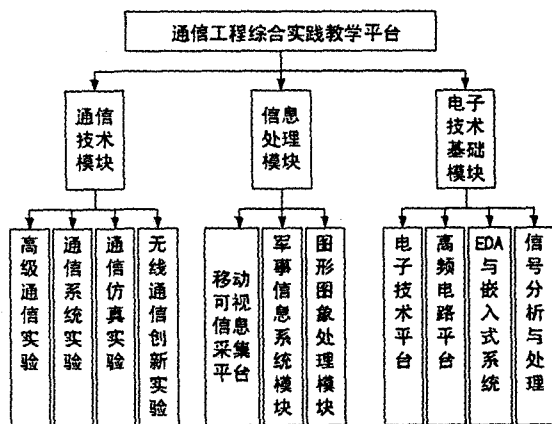 通信工程综合实践教学平台
通信
技术
模块
信息
处理
模块
电子
技术
基础
模块
高级通信实验
通信系统实验
通信仿真实验
无线通信创新实验
移动
可视
信息
采集
平台
军事信息系统模块
图形图象处理模块
电子技术平台
高频电路平台
EDA与嵌入式系统
信号分析与处理